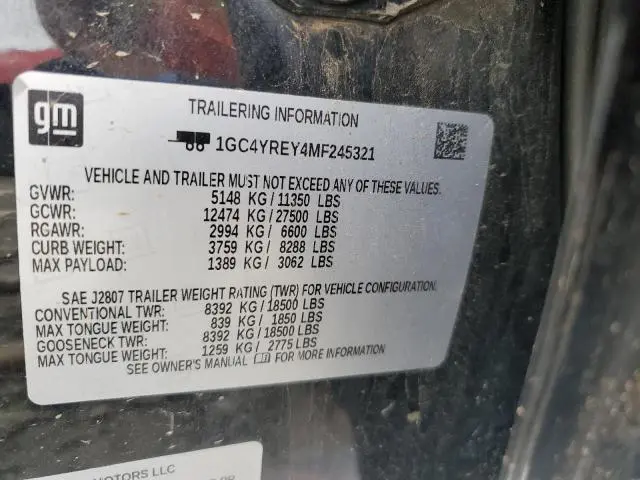 gm
TRAILERING INFORMATION
1GC4YREY4MF245321
VEHICLE AND TRAILER MUST NOT EXCEED ANY OF THESE VALUES.
GVWR: 5148 KG / 11350 LBS
GCWR: 12474 KG / 27500 LBS
RGAWR: 2994 KG / 6600 LBS
CURB WEIGHT: 3759 KG / 8288 LBS
MAX PAYLOAD: 1389 KG / 3062 LBS
SAE J2807 TRAILER WEIGHT RATING (TWR) FOR VEHICLE CONFIGURATION.
CONVENTIONAL TWR: 8392 KG / 18500 LBS
MAX TONGUE WEIGHT: 839 KG / 1850 LBS
GOOSENECK TWR: 8392 KG / 18500 LBS
MAX TONGUE WEIGHT: 1259 KG / 2775 LBS
SEE OWNER'S MANUAL FOR MORE INFORMATION
MOTORS LLC